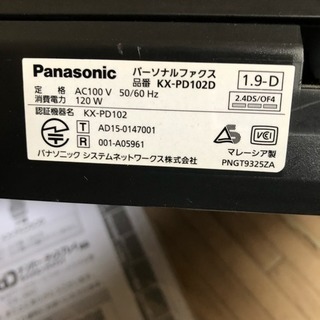 Panasonic パーソナルファクス
品番 KX-PD102D
1.9-D
定格 AC100 V 50/60 Hz
消費電力 120 W
2.4DS/OF4
認証機器名 KX-PD102
T AD15-0147001
R 001-A05961
VCCI
パナソニック システムネットワークス株式会社
マレーシア製
PNGT9325ZA